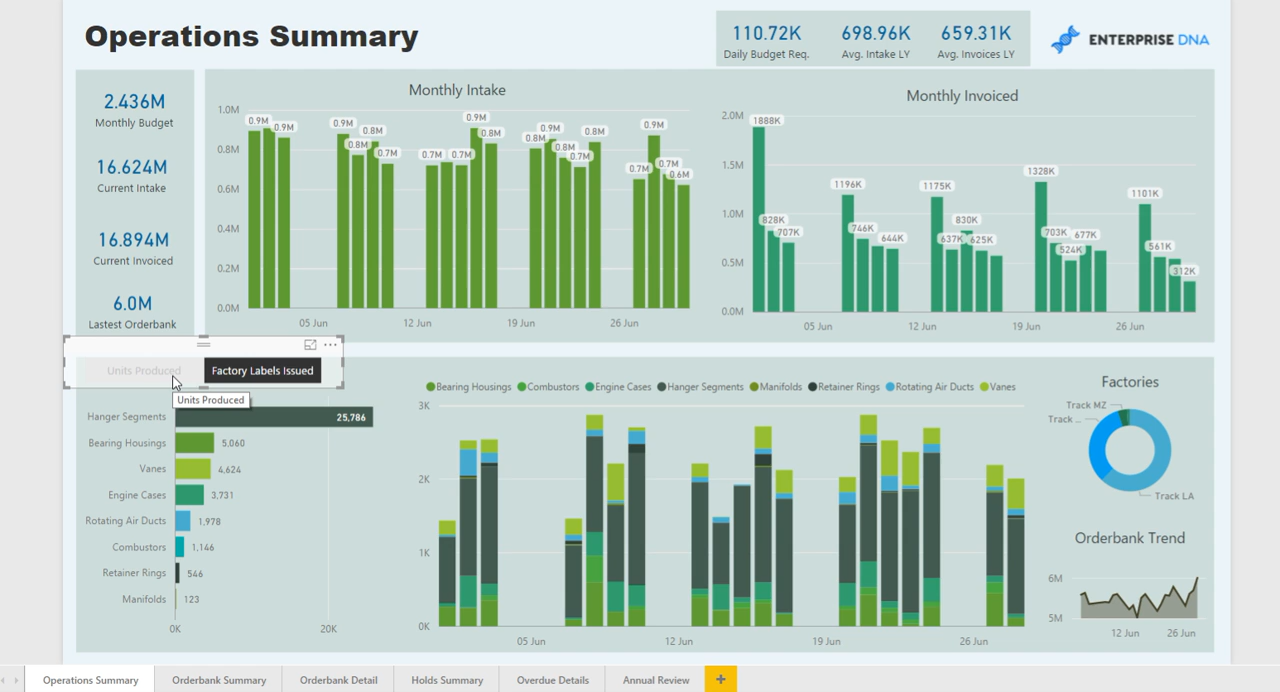 Operations Summary
110.72K
Daily Budget Req.
698.96K
Avg. Intake LY
659.31K
Avg. Invoices LY
ENTERPRISE DNA
2.436M
Monthly Budget
16.624M
Current Intake
16.894M
Current Invoiced
6.0M
Lastest Orderbank
Monthly Intake
1.0M
0.8M
0.6M
0.4M
0.2M
0.0M
0.9M
0.9M
0.9M
0.8M
0.8M
0.7M
0.7M
0.7M
0.9M
0.8M
0.8M
0.9M
0.8M
0.7M
0.8M
0.7M
0.9M
0.7M
0.6M
05 Jun
12 Jun
19 Jun
26 Jun
Monthly Invoiced
2.0M
1.5M
1.0M
0.5M
0.0M
1888K
828K
707K
1196K
746K
644K
1175K
637K
830K
625K
1328K
703K
524K
677K
1101K
561K
312K
05 Jun
12 Jun
19 Jun
26 Jun
Units Produced
Factory Labels Issued
Units Produced
Hanger Segments
25,786
Bearing Housings
5,060
Vanes
4,624
Engine Cases
3,731
Rotating Air Ducts
1,978
Combustors
1,146
Retainer Rings
546
Manifolds
123
0K
20K
Bearing Housings Combustors Engine Cases Hanger Segments Manifolds Retainer Rings Rotating Air Ducts Vanes
3K
2K
1K
0K
05 Jun
12 Jun
19 Jun
26 Jun
Factories
Track MZ
Track ...
Track LA
Orderbank Trend
6M
5M
12 Jun
26 Jun
Operations Summary
Orderbank Summary
Orderbank Detail
Holds Summary
Overdue Details
Annual Review
+